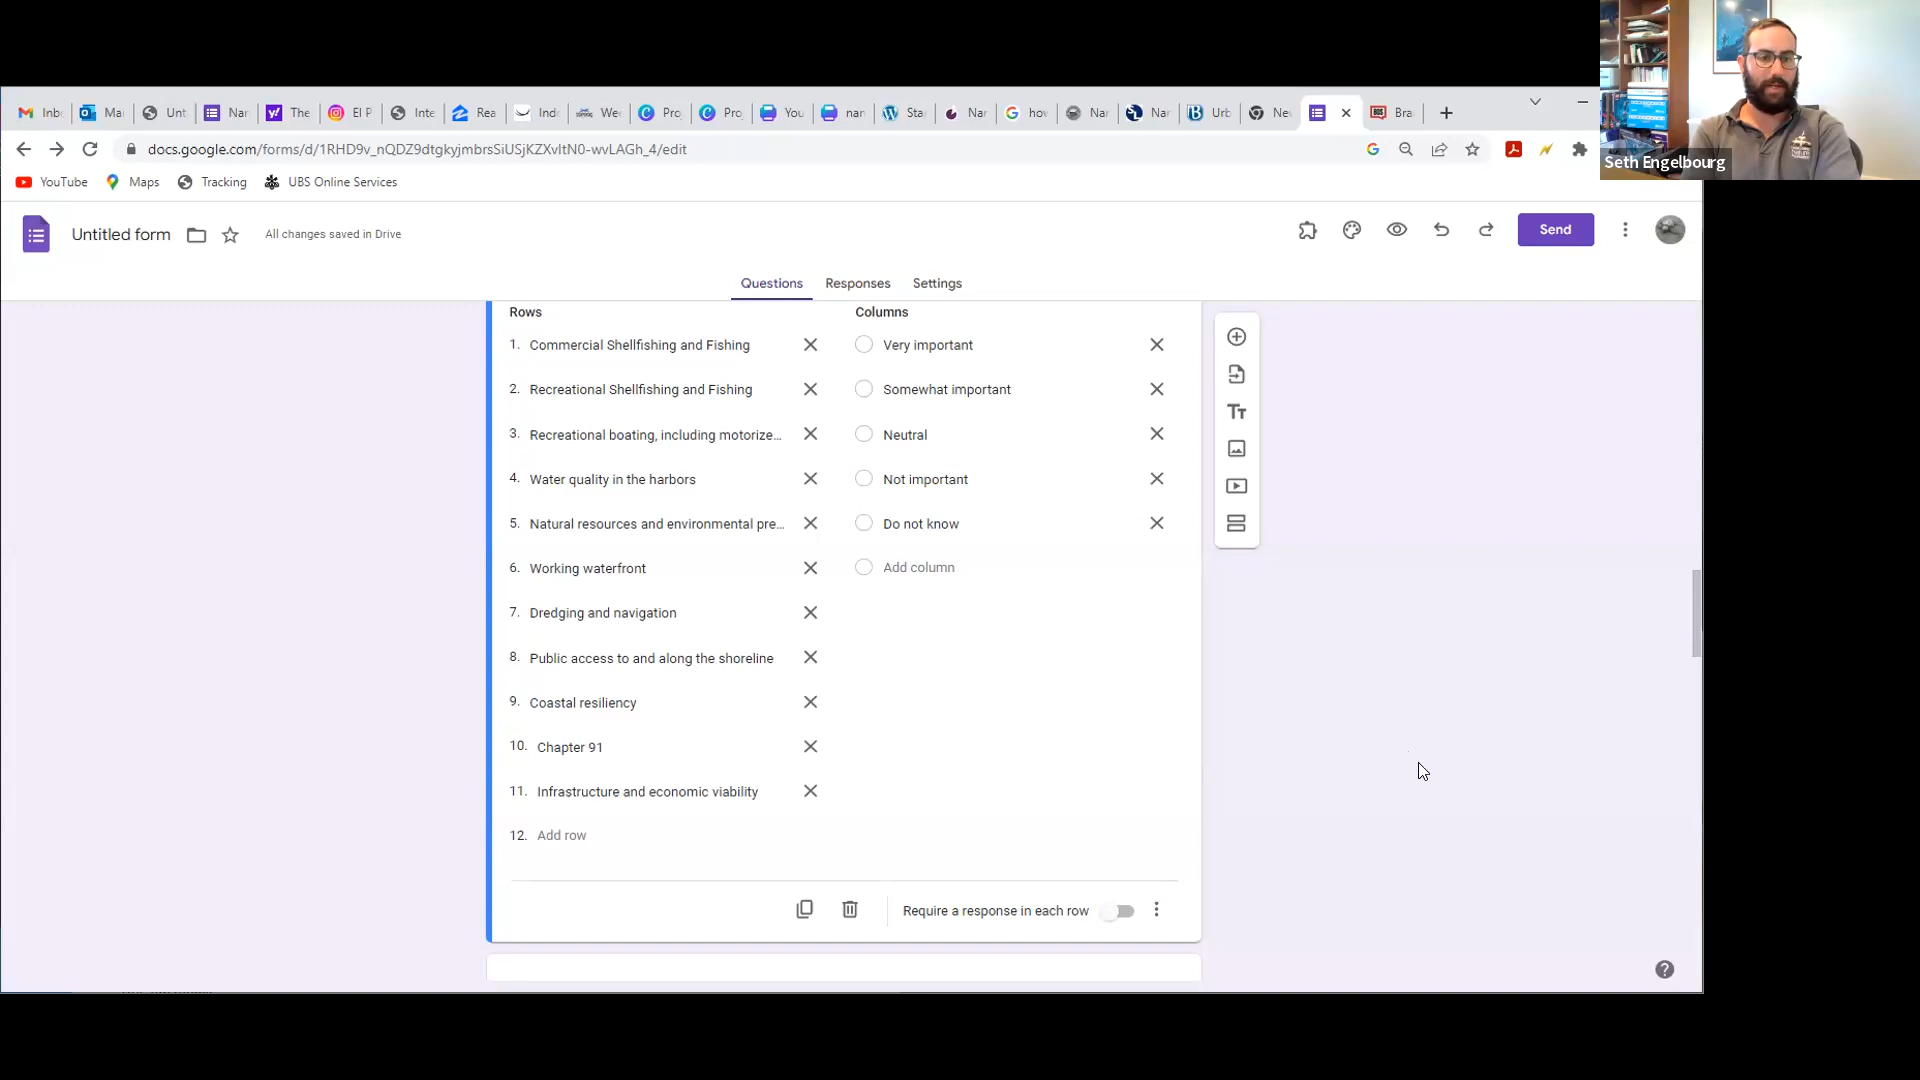 Inb
Ma
Unt
Nar
The
El P
Inte
Rea
Ind
We
Pro
Pro
You
nan
Sta
Nar
hov
Nar
Nar
Urb
Ne
Bra
docs.google.com/forms/d/1RHD9v_nQDZ9dtgkyjmbrsSiUSjKZXvItN0-wvLAGh_4/edit
YouTube
Maps
Tracking
UBS Online Services
Seth Engelbourg
Untitled form
All changes saved in Drive
Send
Questions
Responses
Settings
Rows
1. Commercial Shellfishing and Fishing
2. Recreational Shellfishing and Fishing
3. Recreational boating, including motorize...
4. Water quality in the harbors
5. Natural resources and environmental pre...
6. Working waterfront
7. Dredging and navigation
8. Public access to and along the shoreline
9. Coastal resiliency
10. Chapter 91
11. Infrastructure and economic viability
12. Add row
Columns
Very important
Somewhat important
Neutral
Not important
Do not know
Add column
Require a response in each row